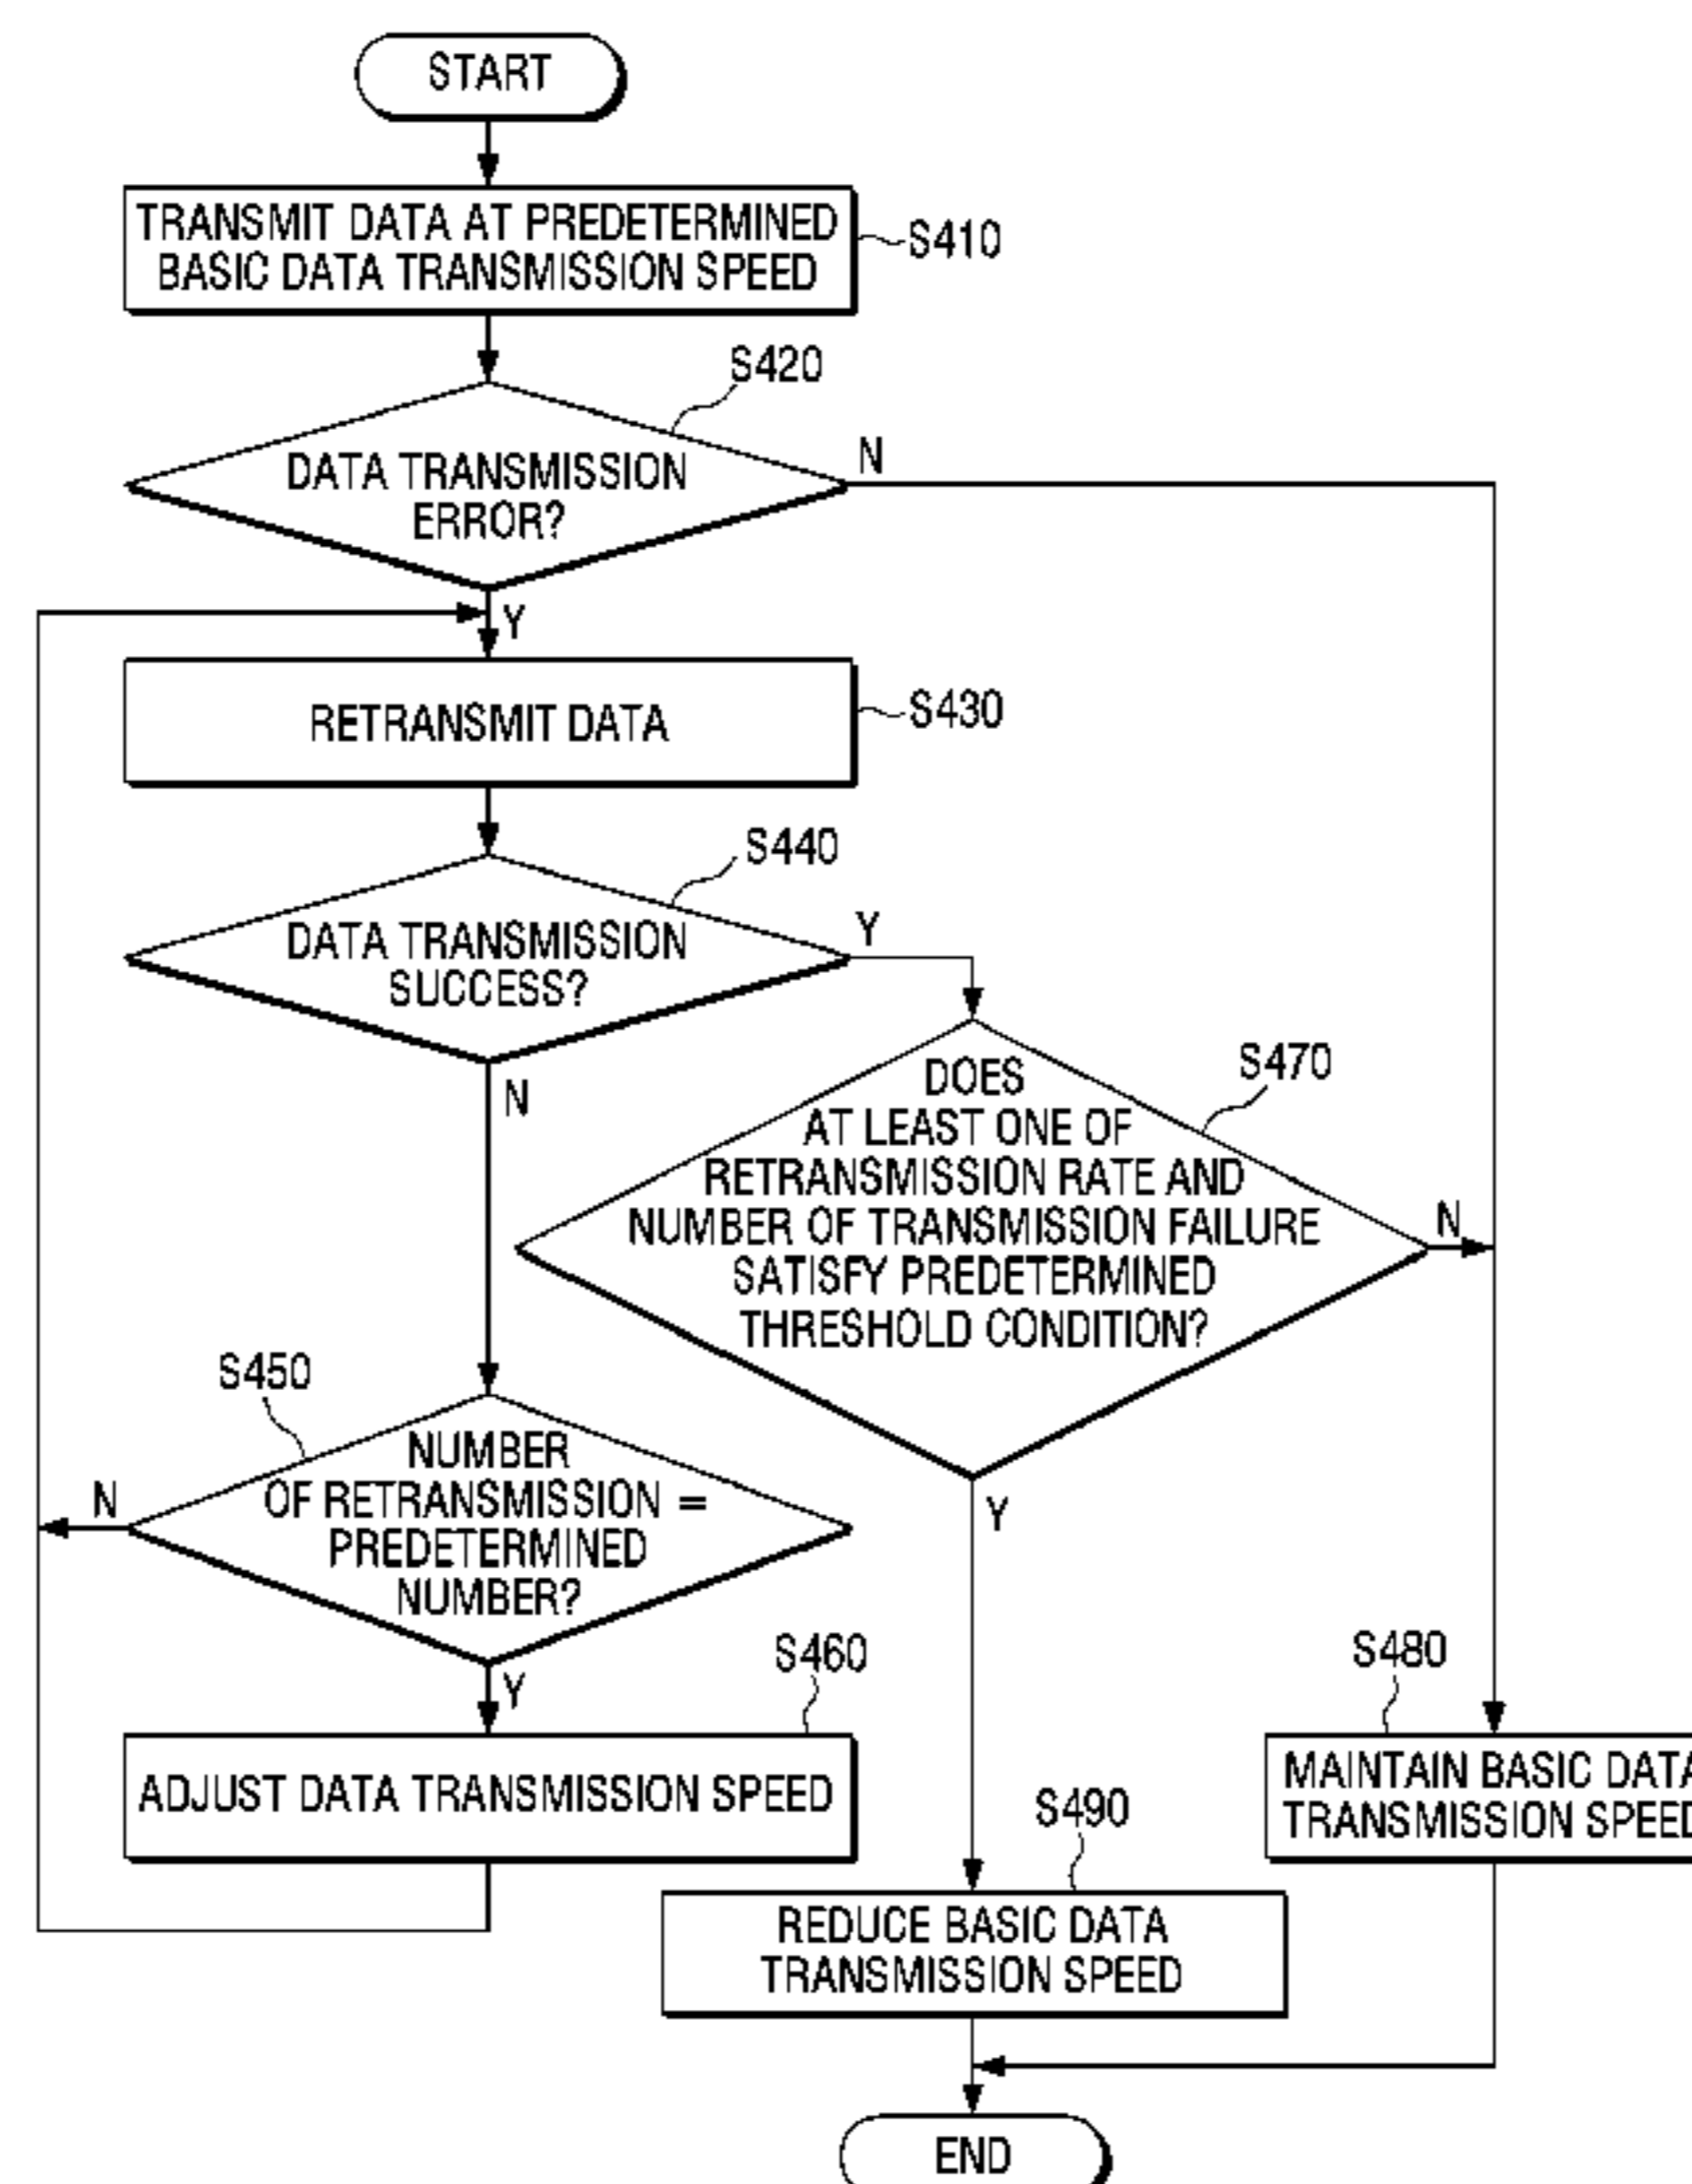 START
TRANSMIT DATA AT PREDETERMINED
BASIC DATA TRANSMISSION SPEED
S410
S420
DATA TRANSMISSION
ERROR?
N
Y
RETRANSMIT DATA
S430
S440
DATA TRANSMISSION
SUCCESS?
Y
N
S470
DOES
AT LEAST ONE OF
RETRANSMISSION RATE AND
NUMBER OF TRANSMISSION FAILURE
SATISFY PREDETERMINED
THRESHOLD CONDITION?
N
Y
S450
NUMBER
OF RETRANSMISSION =
PREDETERMINED
NUMBER?
N
Y
S460
ADJUST DATA TRANSMISSION SPEED
S480
MAINTAIN BASIC DATA
TRANSMISSION SPEED
S490
REDUCE BASIC DATA
TRANSMISSION SPEED
END